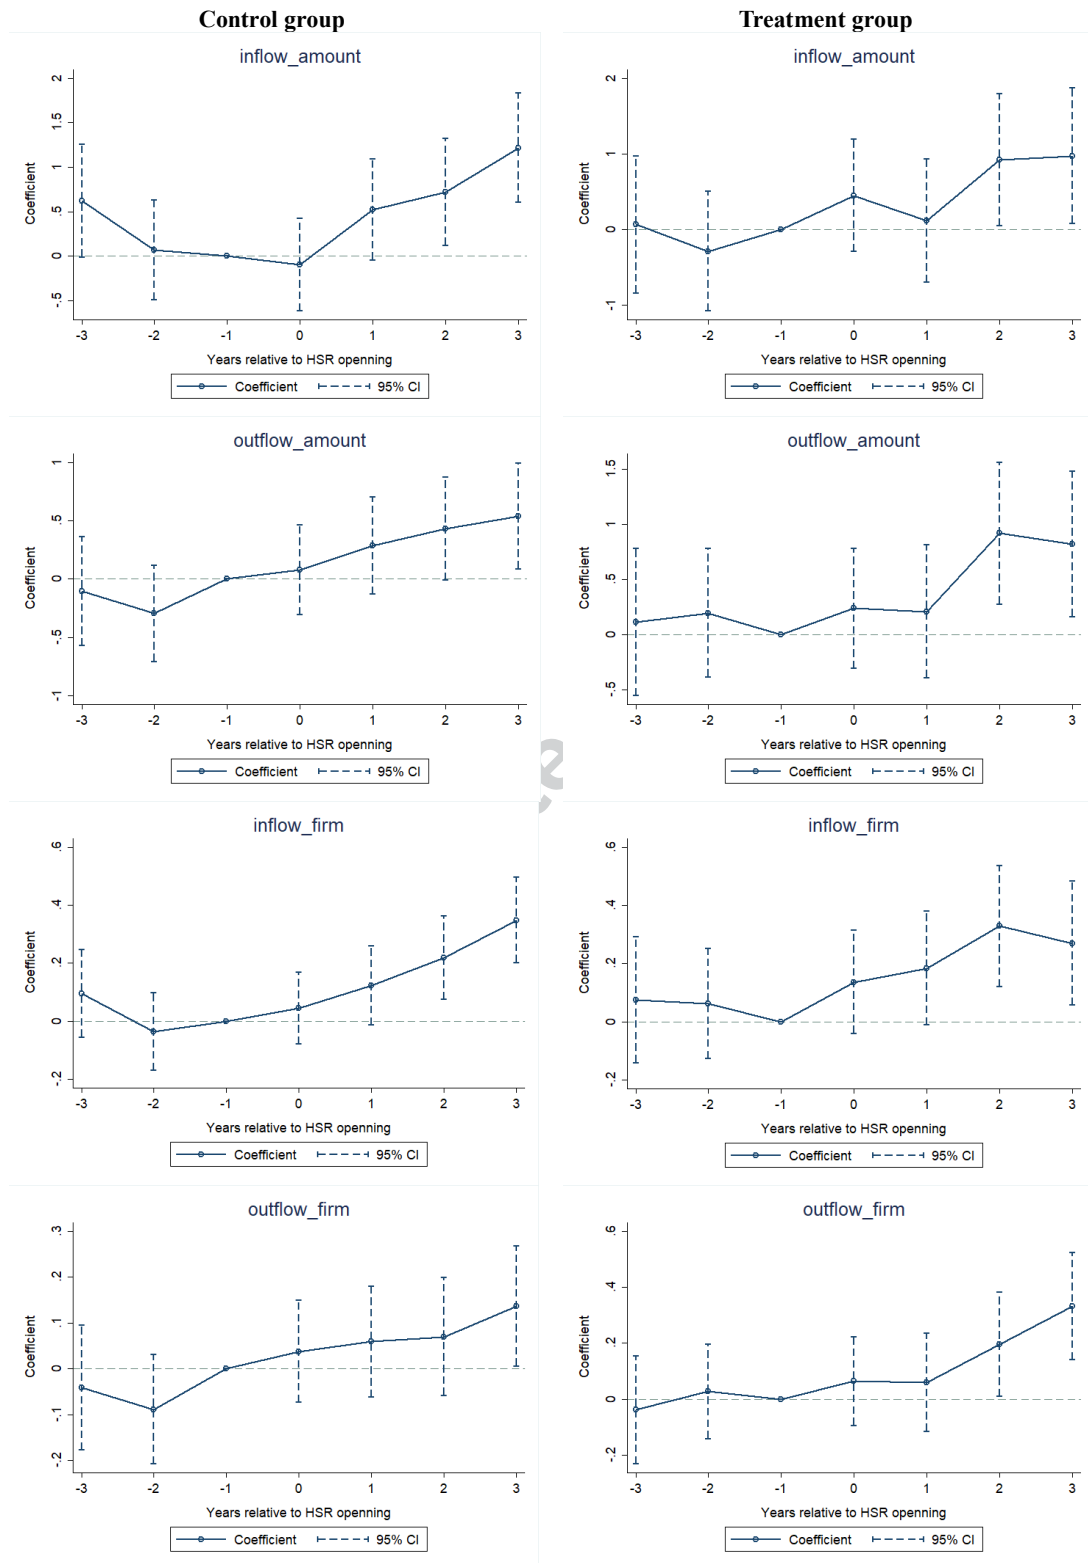 Control group
Treatment group
inflow_amount
Coefficient
2
1.5
1
.5
0
-.5
-3 -2 -1 0 1 2 3
Years relative to HSR openning
Coefficient 95% CI
inflow_amount
Coefficient
2
1
0
-1
-3 -2 -1 0 1 2 3
Years relative to HSR openning
Coefficient 95% CI
outflow_amount
Coefficient
1
.5
0
-.5
-1
-3 -2 -1 0 1 2 3
Years relative to HSR openning
Coefficient 95% CI
outflow_amount
Coefficient
1.5
1
.5
0
-.5
-3 -2 -1 0 1 2 3
Years relative to HSR openning
Coefficient 95% CI
inflow_firm
Coefficient
.6
.4
.2
0
-.2
-3 -2 -1 0 1 2 3
Years relative to HSR openning
Coefficient 95% CI
inflow_firm
Coefficient
.6
.4
.2
0
-.2
-3 -2 -1 0 1 2 3
Years relative to HSR openning
Coefficient 95% CI
outflow_firm
Coefficient
.3
.2
.1
0
-.1
-.2
-3 -2 -1 0 1 2 3
Years relative to HSR openning
Coefficient 95% CI
outflow_firm
Coefficient
.6
.4
.2
0
-.2
-3 -2 -1 0 1 2 3
Years relative to HSR openning
Coefficient 95% CI